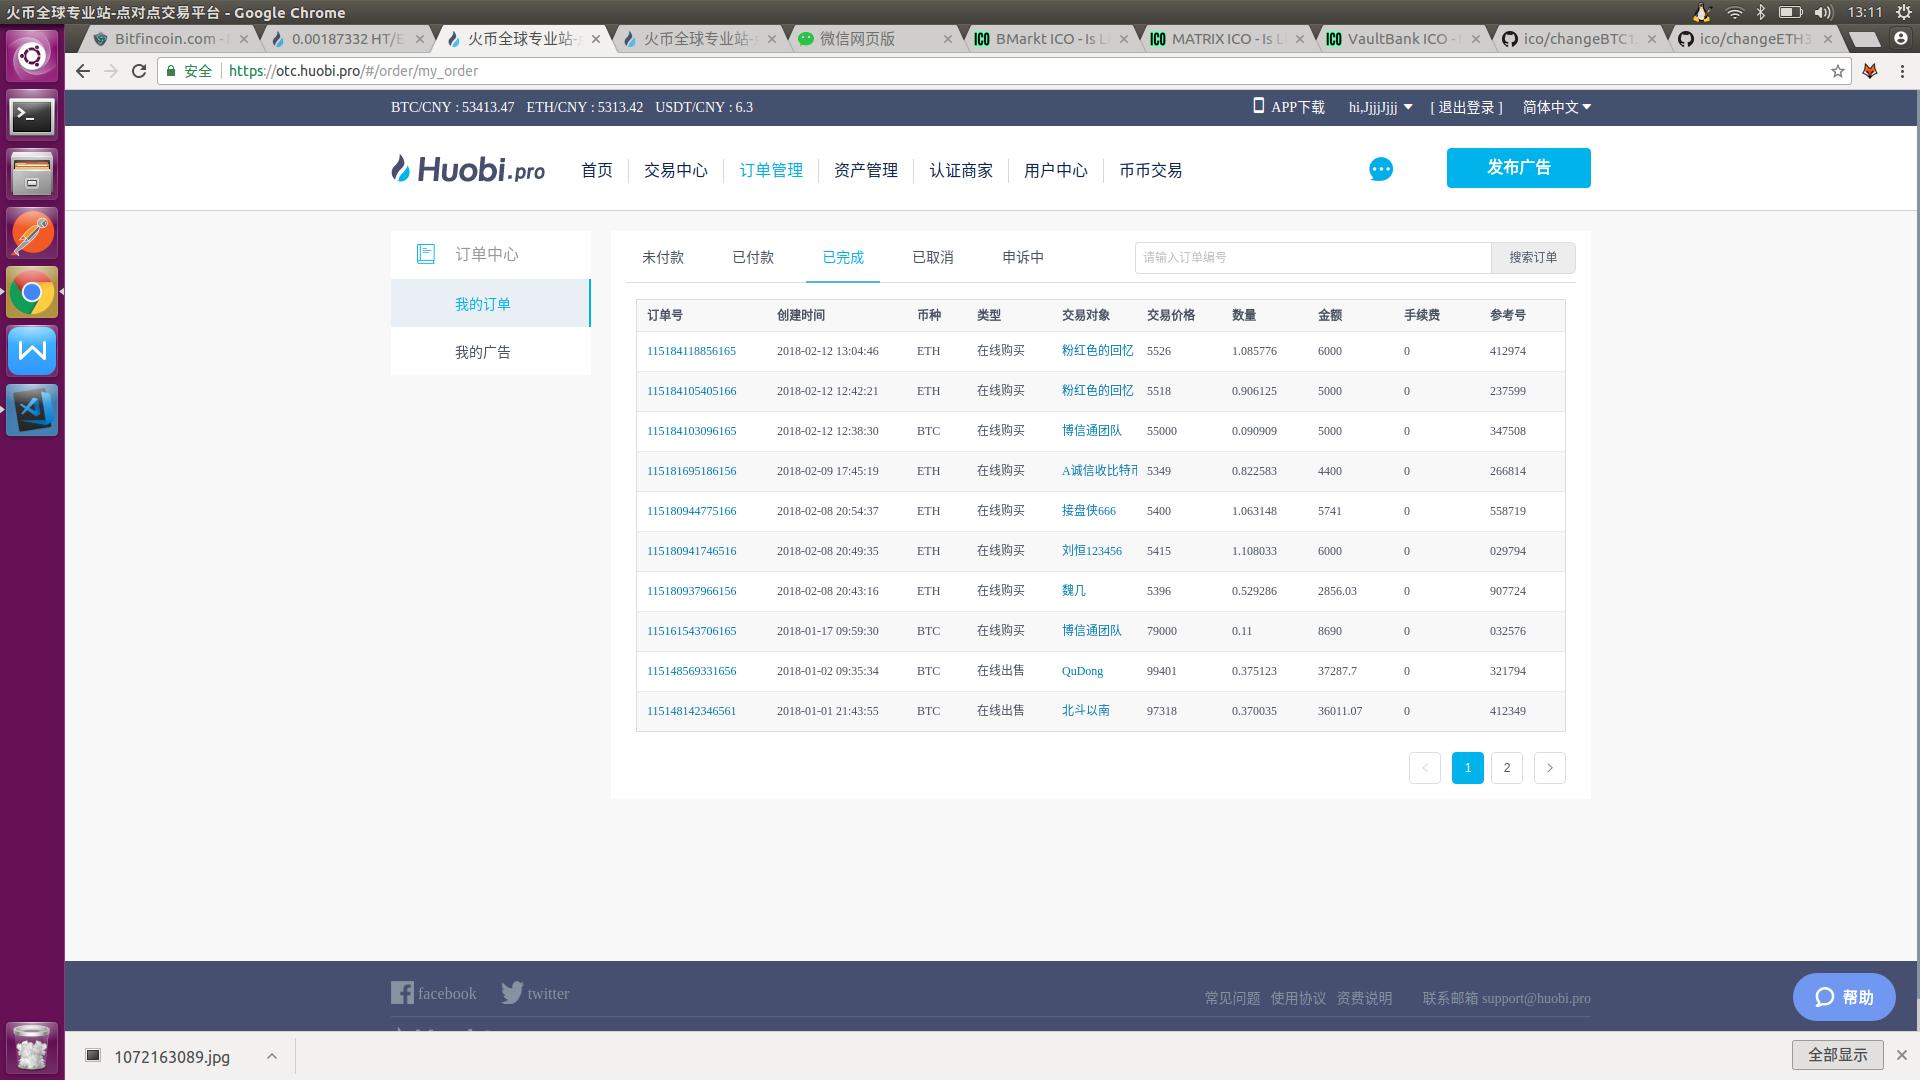 火币全球专业站-点对点交易平台 - Google Chrome
13:11
Bitfincoin.com -
0.00187332 HT/E
火币全球专业站-
火币全球专业站-
微信网页版
BMarkt ICO - Is Li
MATRIX ICO - Is L
VaultBank ICO -
ico/changeBTC1
ico/changeETH3
安全
https://otc.huobi.pro/#/order/my_order
BTC/CNY : 53413.47 ETH/CNY : 5313.42 USDT/CNY : 6.3
APP下载 hi,JjjjJjjj [ 退出登录 ] 简体中文
Huobi.pro
首页 交易中心 订单管理 资产管理 认证商家 用户中心 币币交易
发布广告
订单中心
我的订单
我的广告
未付款 已付款 已完成 已取消 申诉中
请输入订单编号
搜索订单
订单号 创建时间 币种 类型 交易对象 交易价格 数量 金额 手续费 参考号
115184118856165 2018-02-12 13:04:46 ETH 在线购买 粉红色的回忆 5526 1.085776 6000 0 412974
115184105405166 2018-02-12 12:42:21 ETH 在线购买 粉红色的回忆 5518 0.906125 5000 0 237599
115184103096165 2018-02-12 12:38:30 BTC 在线购买 博信通团队 55000 0.090909 5000 0 347508
115181695186156 2018-02-09 17:45:19 ETH 在线购买 A诚信收比特币 5349 0.822583 4400 0 266814
115180944775166 2018-02-08 20:54:37 ETH 在线购买 接盘侠666 5400 1.063148 5741 0 558719
115180941746516 2018-02-08 20:49:35 ETH 在线购买 刘恒123456 5415 1.108033 6000 0 029794
115180937966156 2018-02-08 20:43:16 ETH 在线购买 魏几 5396 0.529286 2856.03 0 907724
115161543706165 2018-01-17 09:59:30 BTC 在线购买 博信通团队 79000 0.11 8690 0 032576
115148569331656 2018-01-02 09:35:34 BTC 在线出售 QuDong 99401 0.375123 37287.7 0 321794
115148142346561 2018-01-01 21:43:55 BTC 在线出售 北斗以南 97318 0.370035 36011.07 0 412349
1 2
facebook twitter
常见问题 使用协议 资费说明 联系邮箱 support@huobi.pro
帮助
1072163089.jpg
全部显示